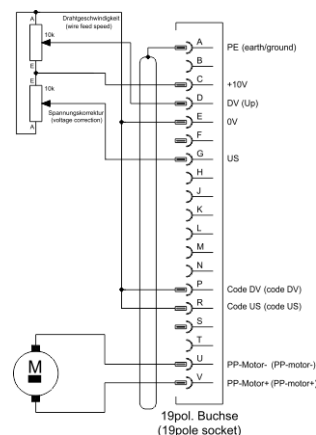 A
Drahtgeschwindigkeit
(wire feed speed)
10k
E
E
10k
Spannungskorrektur
(voltage correction)
A
M
A PE (earth/ground)
B
C +10V
D DV (Up)
E 0V
F
G US
H
J
K
L
M
N
P Code DV (code DV)
R Code US (code US)
S
T
U PP-Motor- (PP-motor-)
V PP-Motor+ (PP-motor+)
19pol. Buchse
(19pole socket)